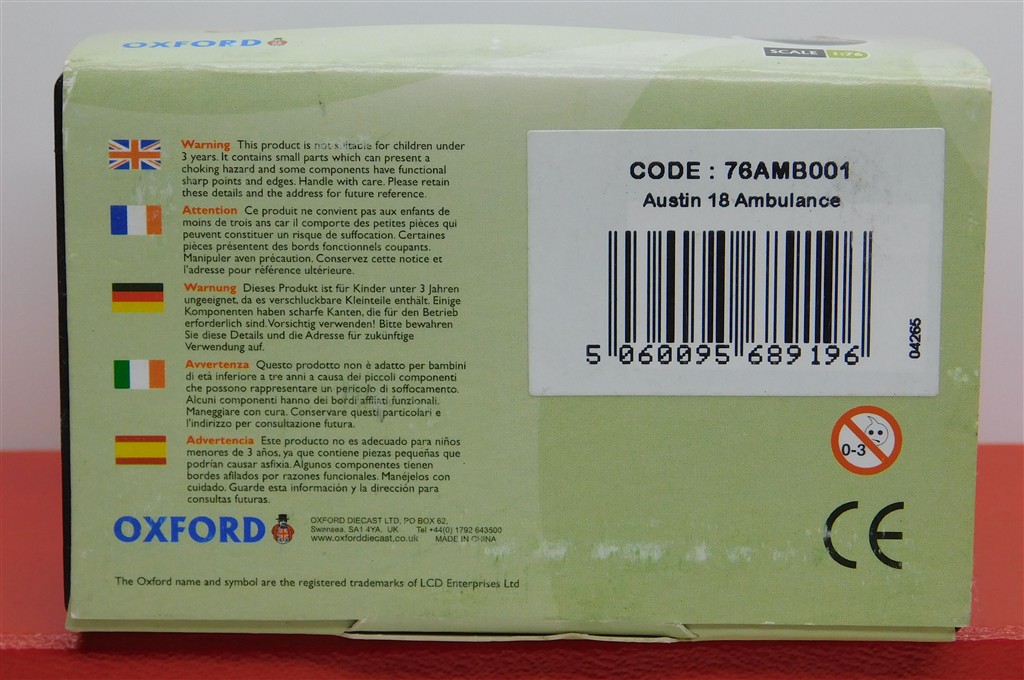 OXFORD
SCALE 1:76
Warning This product is not suitable for children under
3 years. It contains small parts which can present a
choking hazard and some components have functional
sharp points and edges. Handle with care. Please retain
these details and the address for future reference.
Attention Ce produit ne convient pas aux enfants de
moins de trois ans car il comporte des petites pièces qui
peuvent constituer un risque de suffocation. Certaines
pièces présentent des bords fonctionnels coupants.
Manipuler aven précaution. Conservez cette notice et
l'adresse pour référence ultérieure.
Warnung Dieses Produkt ist für Kinder unter 3 Jahren
ungeeignet, da es verschluckbare Kleinteile enthält. Einige
Komponenten haben scharfe Kanten, die für den Betrieb
erforderlich sind. Vorsichtig verwenden! Bitte bewahren
Sie diese Details und die Adresse für zukünftige
Verwendung auf.
Avvertenza Questo prodotto non è adatto per bambini
di età inferiore a tre anni a causa dei piccoli componenti
che possono rappresentare un pericolo di soffocamento.
Alcuni componenti hanno dei bordi affilati funzionali.
Maneggiare con cura. Conservare questi particolari e
l'indirizzo per consultazione futura.
Advertencia Este producto no es adecuado para niños
menores de 3 años, ya que contiene piezas pequeñas que
podrían causar asfixia. Algunos componentes tienen
bordes afilados por razones funcionales. Manéjelos con
cuidado. Guarde esta información y la dirección para
consultas futuras.
OXFORD
OXFORD DIECAST LTD, PO BOX 62,
Swansea, SA1 4YA. UK Tel +44(0) 1792 643500
www.oxforddiecast.co.uk MADE IN CHINA
The Oxford name and symbol are the registered trademarks of LCD Enterprises Ltd
CODE : 76AMB001
Austin 18 Ambulance
5 060095 689196
04265
0-3
CE